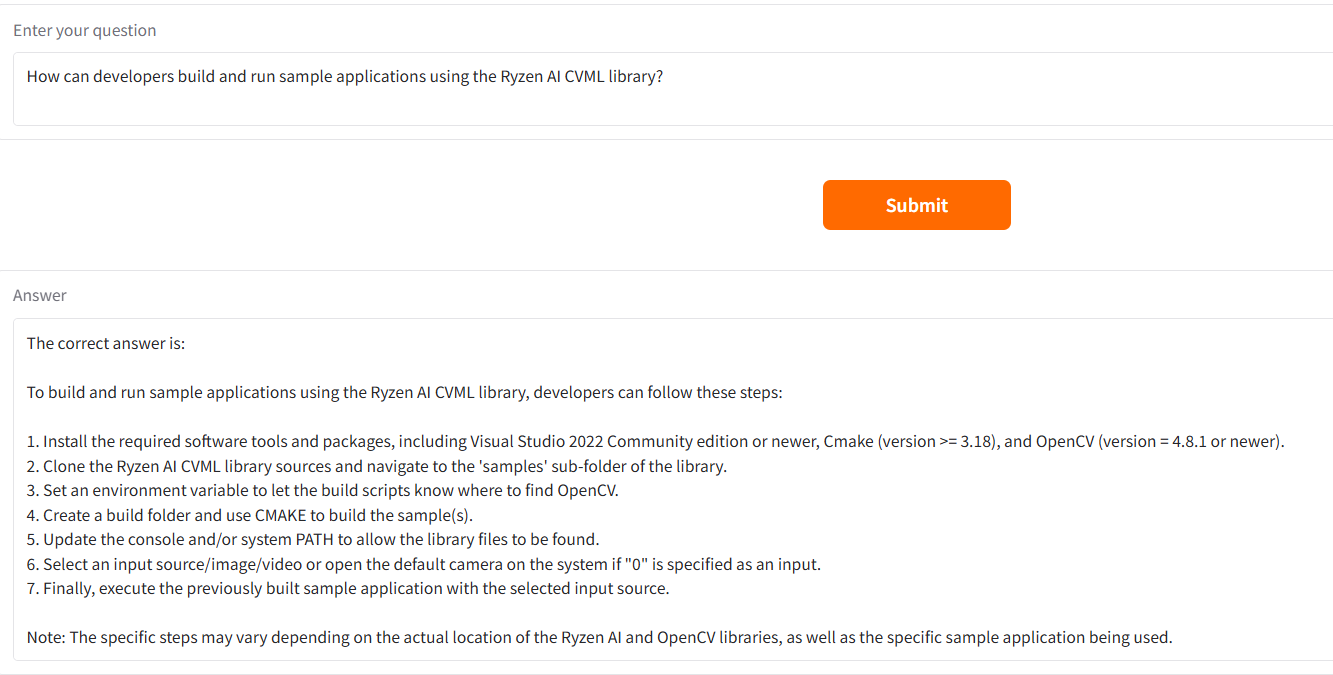 Enter your question
How can developers build and run sample applications using the Ryzen AI CVML library?
Submit
Answer
The correct answer is:
To build and run sample applications using the Ryzen AI CVML library, developers can follow these steps:
1. Install the required software tools and packages, including Visual Studio 2022 Community edition or newer, Cmake (version >= 3.18), and OpenCV (version = 4.8.1 or newer).
2. Clone the Ryzen AI CVML library sources and navigate to the 'samples' sub-folder of the library.
3. Set an environment variable to let the build scripts know where to find OpenCV.
4. Create a build folder and use CMAKE to build the sample(s).
5. Update the console and/or system PATH to allow the library files to be found.
6. Select an input source/image/video or open the default camera on the system if "0" is specified as an input.
7. Finally, execute the previously built sample application with the selected input source.
Note: The specific steps may vary depending on the actual location of the Ryzen AI and OpenCV libraries, as well as the specific sample application being used.